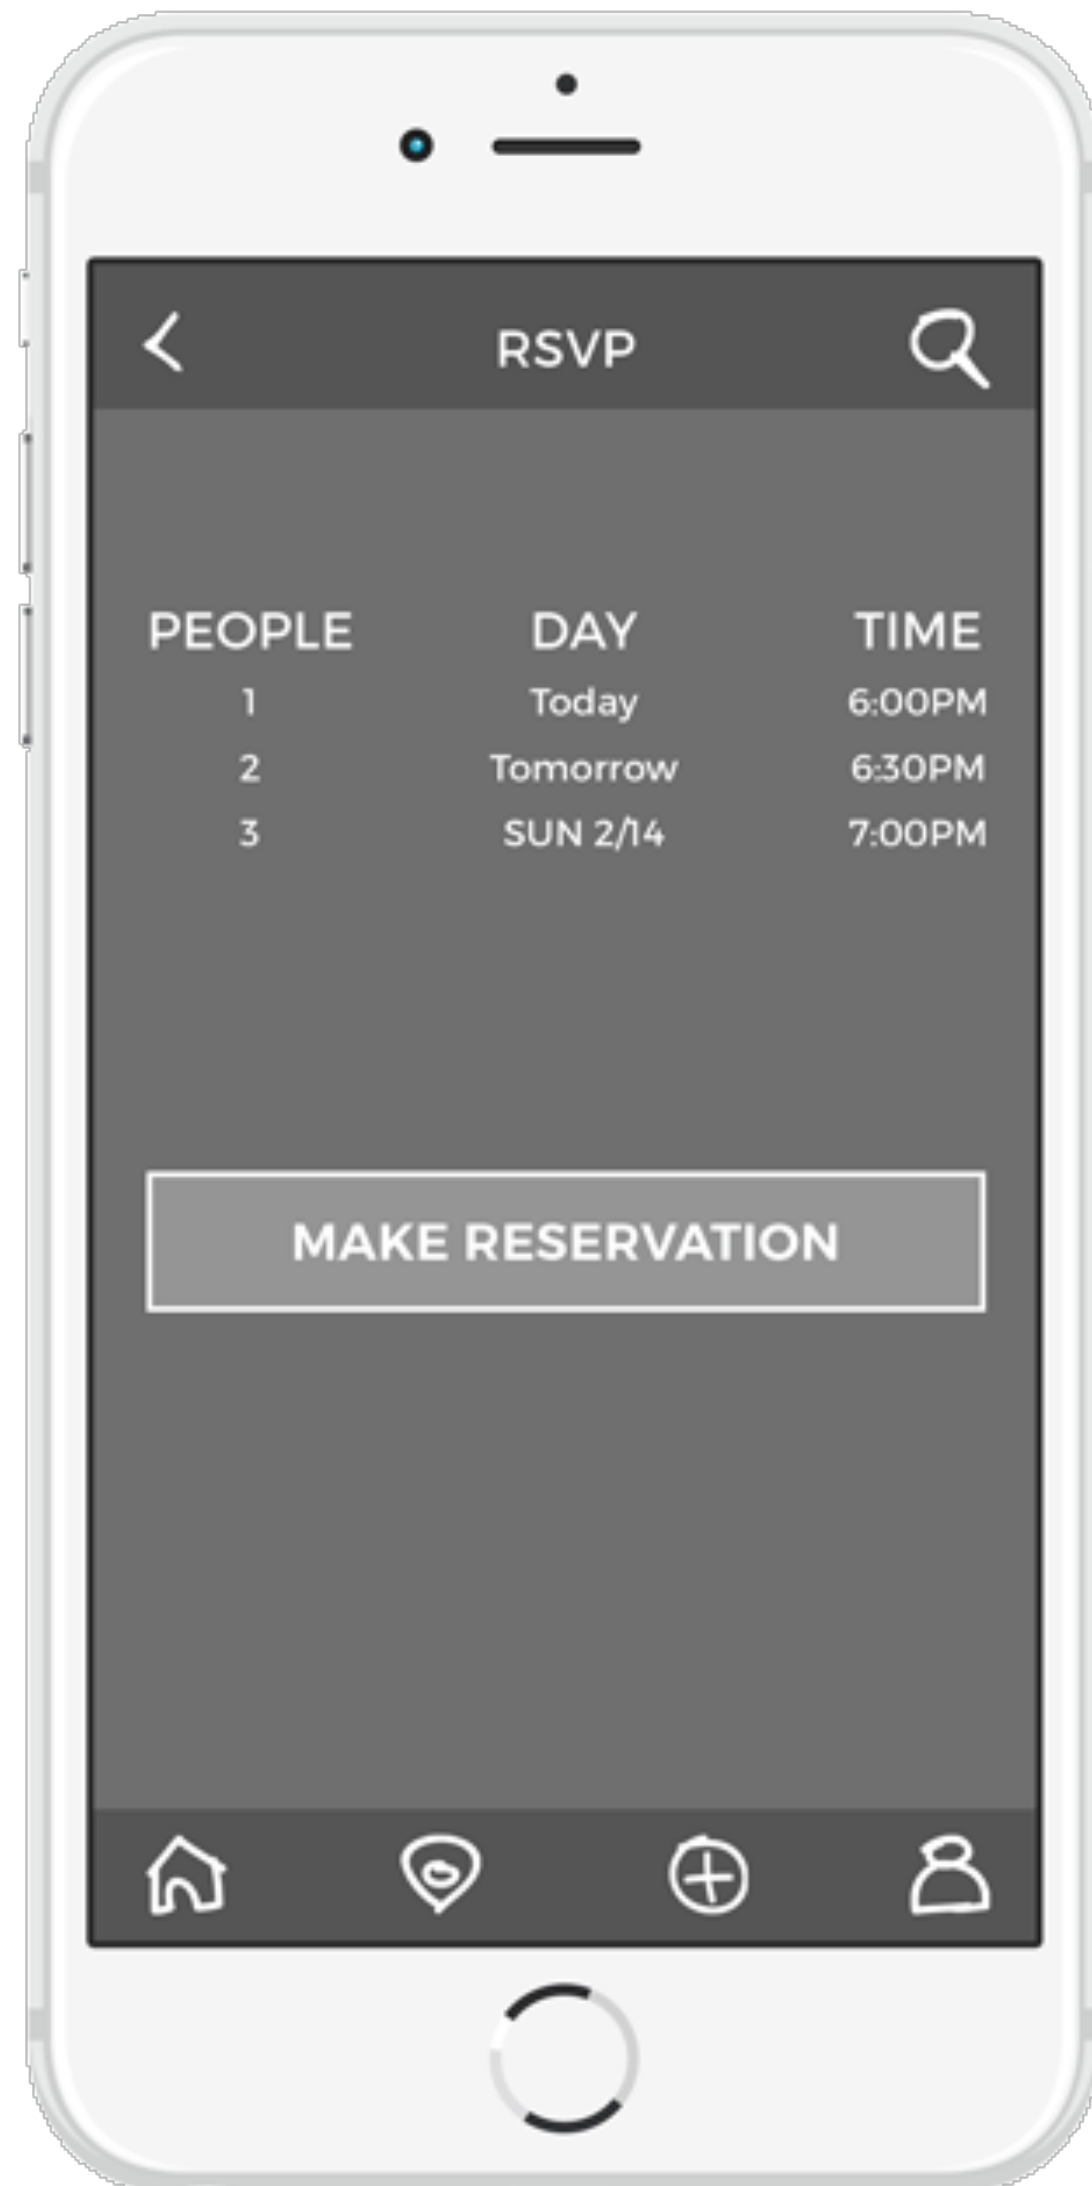 RSVP
PEOPLE DAY TIME
1 Today 6:00PM
2 Tomorrow 6:30PM
3 SUN 2/14 7:00PM
MAKE RESERVATION